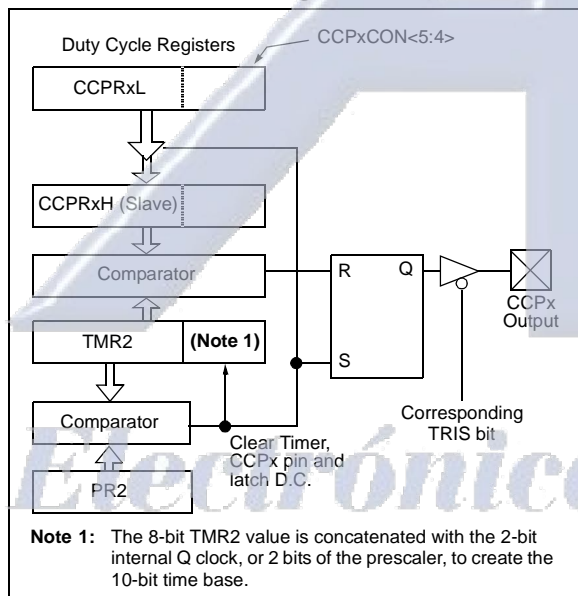 Duty Cycle Registers
CCPxCON<5:4>
CCPRxL
CCPRxH (Slave)
Comparator
R
Q
CCPx
Output
TMR2
(Note 1)
S
Comparator
Clear Timer,
CCPx pin and
latch D.C.
Corresponding
TRIS bit
Electrónica
PR2
Note 1: The 8-bit TMR2 value is concatenated with the 2-bit
internal Q clock, or 2 bits of the prescaler, to create the
10-bit time base.